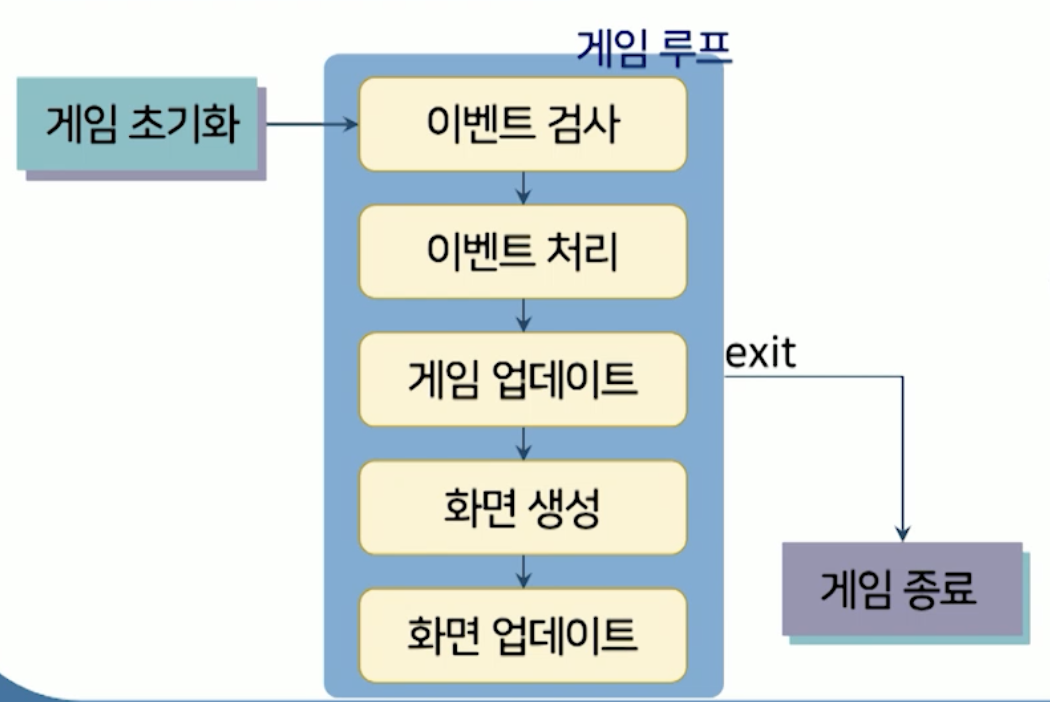 게임 루프
게임 초기화
이벤트 검사
이벤트 처리
게임 업데이트
exit
화면 생성
게임 종료
화면 업데이트